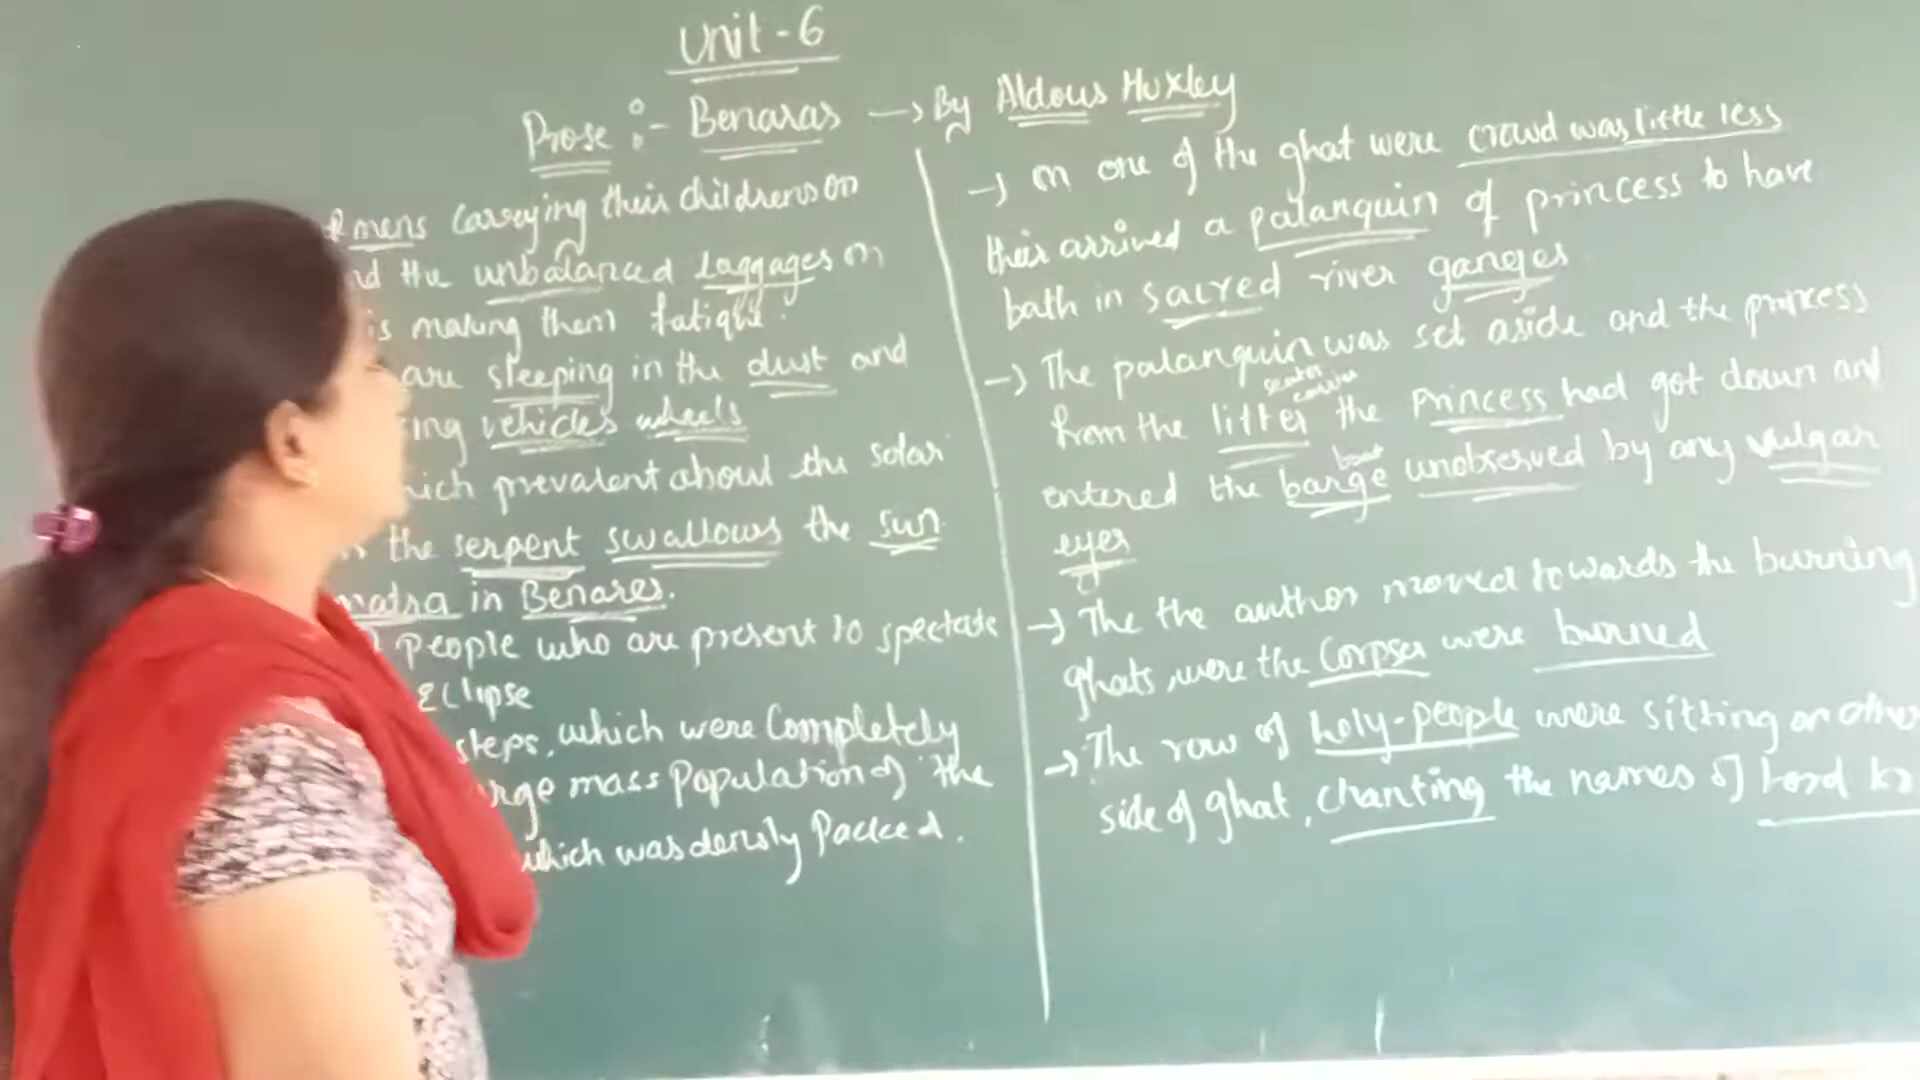 Unit - 6
Prose :- Benaras → By Aldous Huxley
mens carrying their childrens on
the unbalanced laggages on
is making them fatigue.
are sleeping in the dust and
vehicles wheels
prevalent about the solar
the serpent swallows the sun
in Benares.
people who are present to spectate
Eclipse
steps, which were completely
mass population of the
which was densly packed.
→ on one of the ghat were crowd was little less
their arrived a palanquin of princess to have
bath in sacred river ganges
→ The palanquin was set aside and the princess
from the litter the princess had got down and
boat
entered the barge unobserved by any vulgar
eyes
→ The the author moved towards the burning
ghats, were the corpses were burned
→ The row of holy-people were sitting on other
side of ghat, chanting the names of Lord